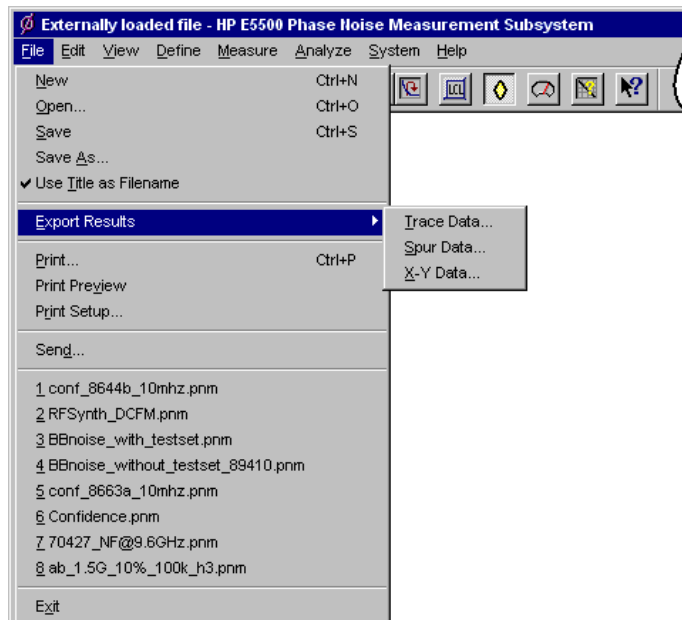 Externally loaded file - HP E5500 Phase Noise Measurement Subsystem
File Edit View Define Measure Analyze System Help
LCL
New Ctrl+N
Open... Ctrl+O
Save Ctrl+S
Save As...
Use Title as Filename
Export Results
Trace Data...
Spur Data...
X-Y Data...
Print... Ctrl+P
Print Preview
Print Setup...
Send...
1 conf_8644b_10mhz.pnm
2 RFSynth_DCFM.pnm
3 BBnoise_with_testset.pnm
4 BBnoise_without_testset_89410.pnm
5 conf_8663a_10mhz.pnm
6 Confidence.pnm
7 70427_NF@9.6GHz.pnm
8 ab_1.5G_10%_100k_h3.pnm
Exit